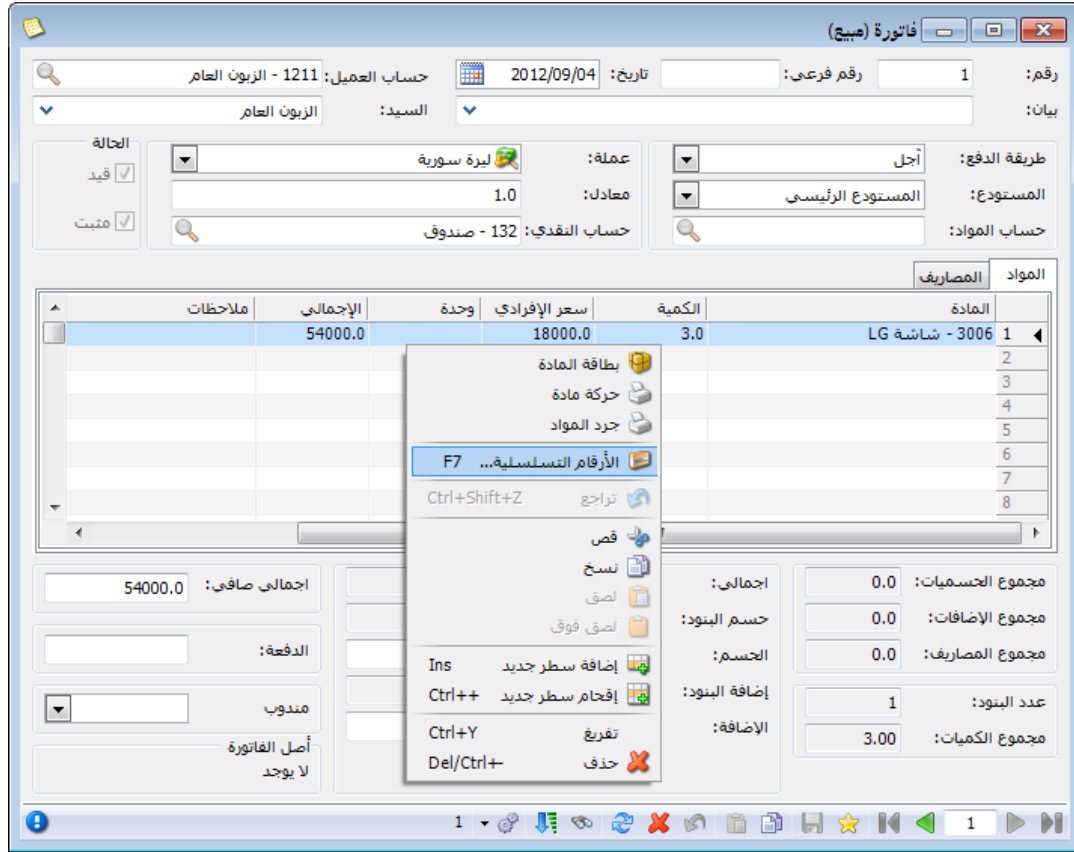 فاتورة (مبيع)
رقم: 1 رقم فرعي: تاريخ: 2012/09/04 حساب العميل: 1211 - الزبون العام
بيان: السيد: الزبون العام
طريقة الدفع: آجل عملة: ليرة سورية الحالة
المستودع: المستودع الرئيسي معادل: 1.0 قيد
حساب المواد: حساب النقدي: 132 - صندوق مثبت
المواد المصاريف
المادة الكمية سعر الإفرادي وحدة الإجمالي ملاحظات
1 3006 - شاشة LG 3.0 18000.0 54000.0
2
3
4
5
6
7
8
بطاقة المادة
حركة مادة
جرد المواد
الأرقام التسلسلية... F7
تراجع Ctrl+Shift+Z
قص
نسخ
لصق
لصق فوق
إضافة سطر جديد Ins
إقحام سطر جديد Ctrl++
تفريغ Ctrl+Y
حذف Del/Ctrl+-
مجموع الحسميات: 0.0 اجمالي: اجمالي صافي: 54000.0
مجموع الإضافات: 0.0 حسم البنود:
مجموع المصاريف: 0.0 الحسم: الدفعة:
عدد البنود: 1 إضافة البنود: مندوب
مجموع الكميات: 3.00 الإضافة: أصل الفاتورة
لا يوجد
1 1